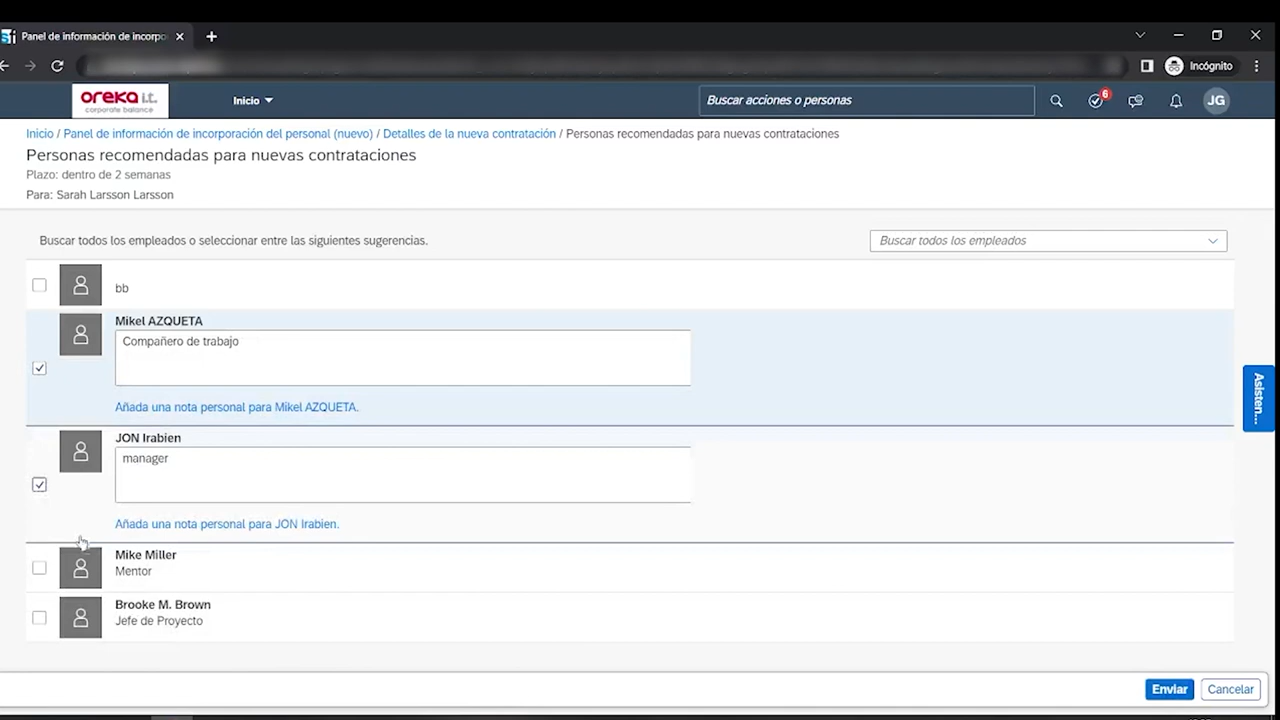 Panel de información de incorpo
Incógnito
oreka i.t.
corporate balance
Inicio
Buscar acciones o personas
6
JG
Inicio / Panel de información de incorporación del personal (nuevo) / Detalles de la nueva contratación / Personas recomendadas para nuevas contrataciones
Personas recomendadas para nuevas contrataciones
Plazo: dentro de 2 semanas
Para: Sarah Larsson Larsson
Buscar todos los empleados o seleccionar entre las siguientes sugerencias.
Buscar todos los empleados
bb
Mikel AZQUETA
Compañero de trabajo
Añada una nota personal para Mikel AZQUETA.
Asisten...
JON Irabien
manager
Añada una nota personal para JON Irabien.
Mike Miller
Mentor
Brooke M. Brown
Jefe de Proyecto
Enviar
Cancelar